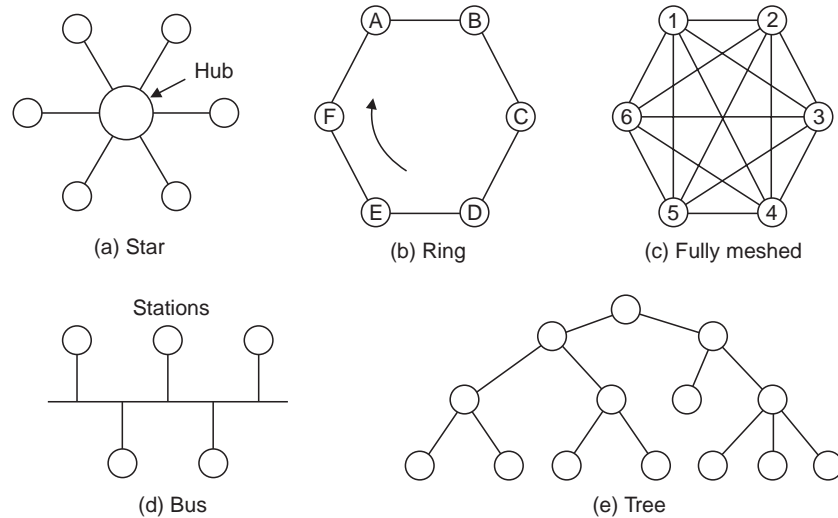 Hub
(a) Star
A
B
C
D
E
F
(b) Ring
1
2
3
4
5
6
(c) Fully meshed
Stations
(d) Bus
(e) Tree